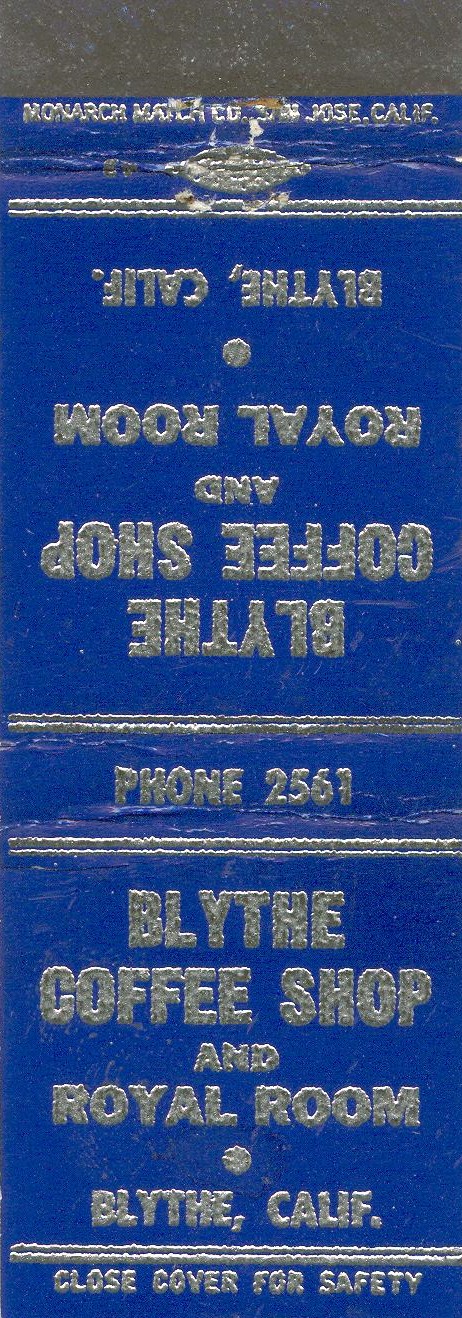 MONARCH MATCH CO., SAN JOSE, CALIF.
BLYTHE
COFFEE SHOP
AND
ROYAL ROOM
BLYTHE, CALIF.
PHONE 2561
BLYTHE
COFFEE SHOP
AND
ROYAL ROOM
BLYTHE, CALIF.
CLOSE COVER FOR SAFETY